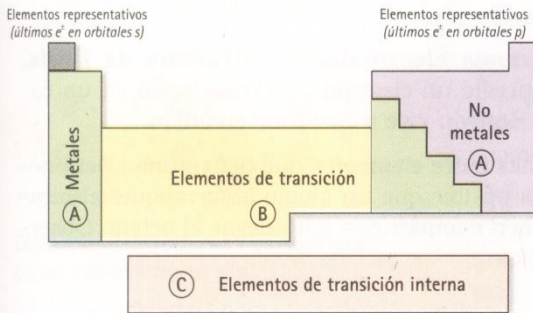 Elementos representativos
(últimos e± en orbitales s)
Elementos representativos
(últimos e± en orbitales p)
Metales
A
No
metales
A
Elementos de transición
B
C Elementos de transición interna